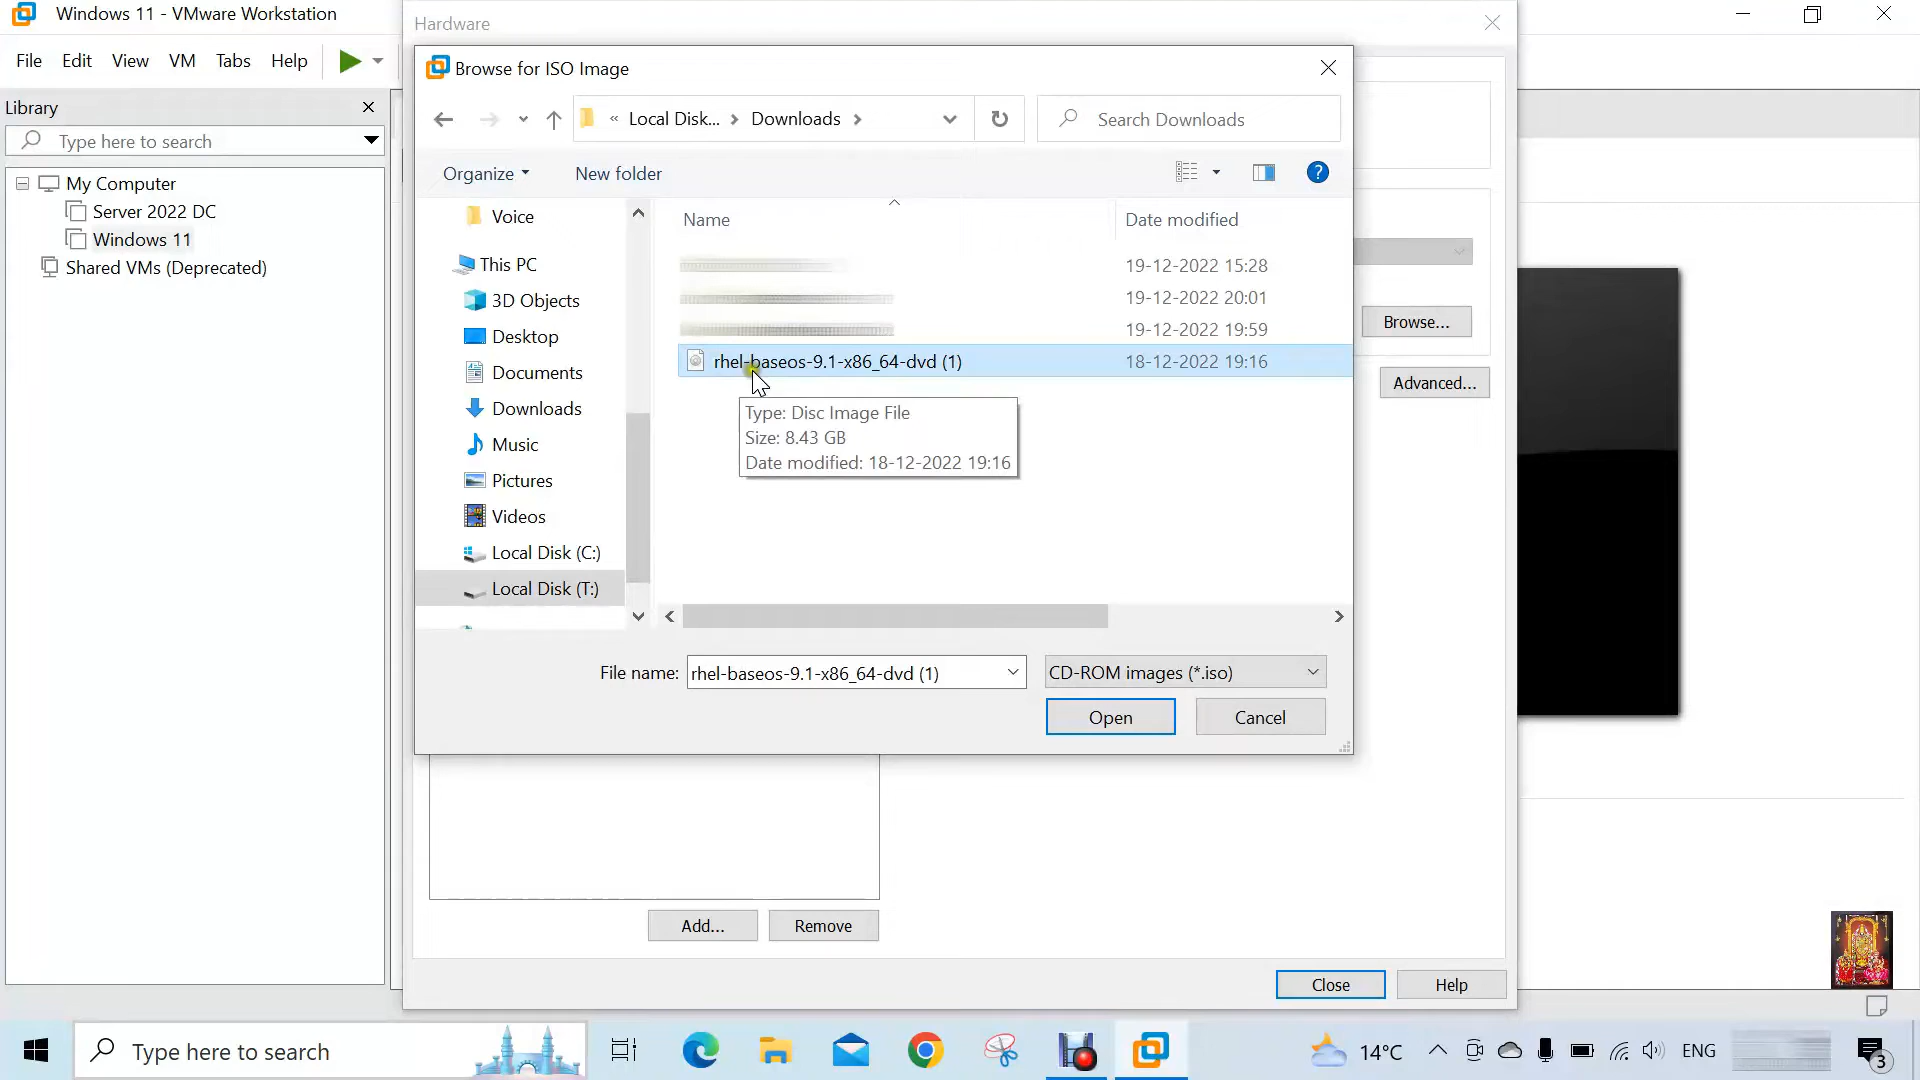 Windows 11 - VMware Workstation
File Edit View VM Tabs Help
Library
Type here to search
My Computer
Server 2022 DC
Windows 11
Shared VMs (Deprecated)
Hardware
Browse for ISO Image
« Local Disk... > Downloads >
Search Downloads
Organize New folder
Voice
This PC
3D Objects
Desktop
Documents
Downloads
Music
Pictures
Videos
Local Disk (C:)
Local Disk (T:)
Name Date modified
19-12-2022 15:28
19-12-2022 20:01
19-12-2022 19:59
rhel-baseos-9.1-x86_64-dvd (1) 18-12-2022 19:16
Type: Disc Image File
Size: 8.43 GB
Date modified: 18-12-2022 19:16
File name: rhel-baseos-9.1-x86_64-dvd (1) CD-ROM images (*.iso)
Open Cancel
Browse...
Advanced...
Add... Remove
Close Help
Type here to search
14°C
ENG
3